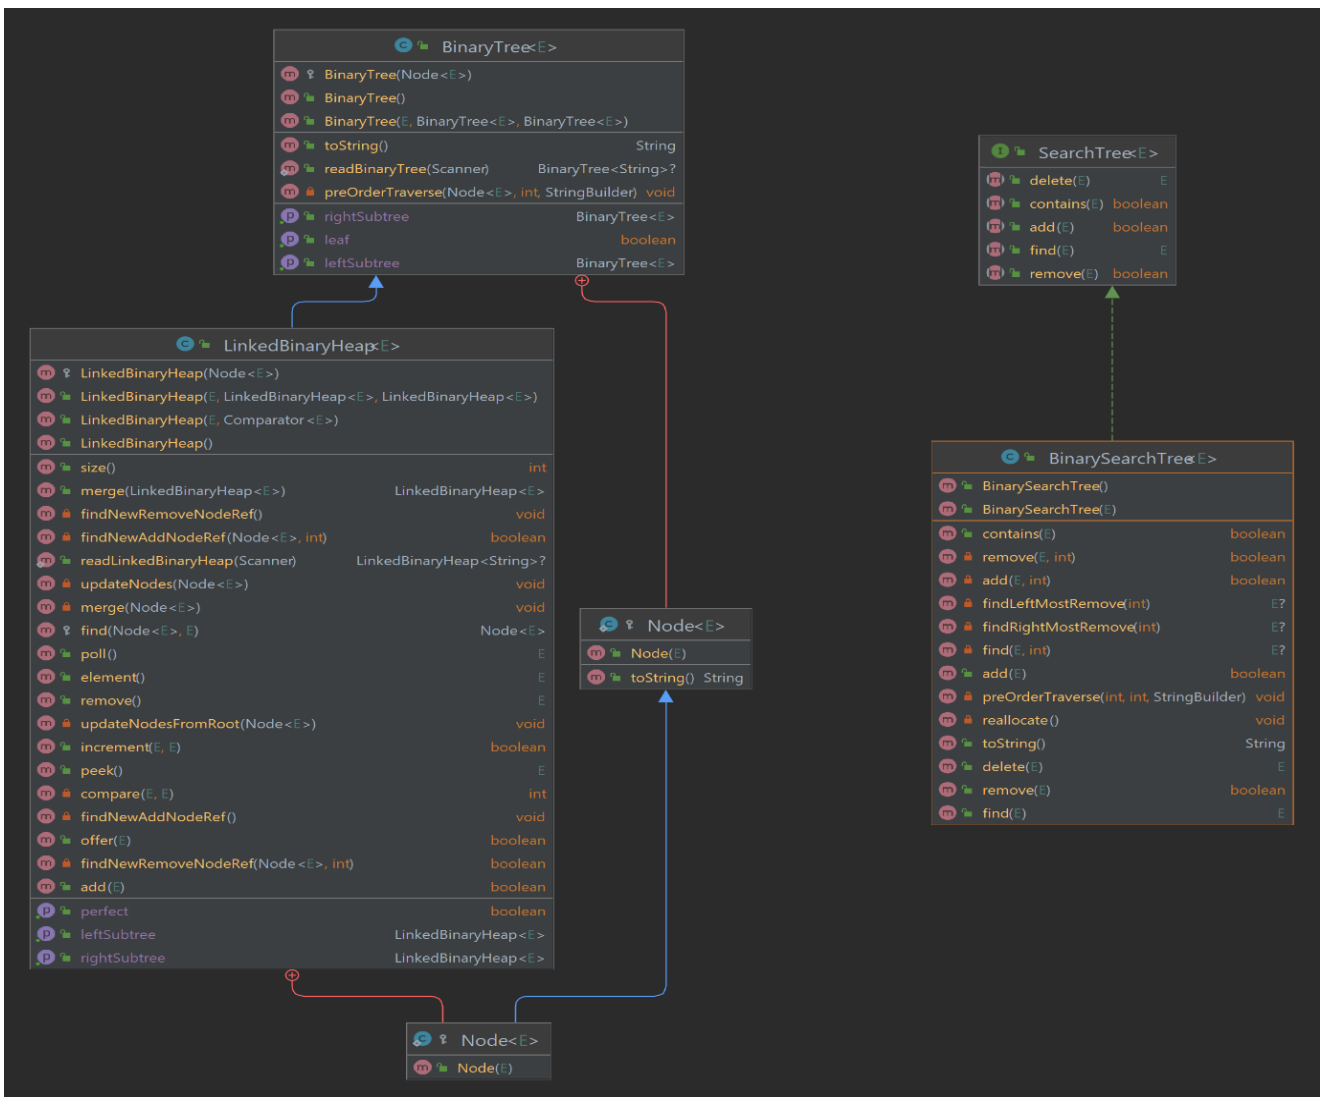 BinaryTree<E>
BinaryTree(Node<E>)
BinaryTree()
BinaryTree(E, BinaryTree<E>, BinaryTree<E>)
toString() String
readBinaryTree(Scanner) BinaryTree<String>?
preOrderTraverse(Node<E>, int, StringBuilder) void
rightSubtree BinaryTree<E>
leaf boolean
leftSubtree BinaryTree<E>
SearchTree<E>
delete(E) E
contains(E) boolean
add(E) boolean
find(E) E
remove(E) boolean
LinkedBinaryHeap<E>
LinkedBinaryHeap(Node<E>)
LinkedBinaryHeap(E, LinkedBinaryHeap<E>, LinkedBinaryHeap<E>)
LinkedBinaryHeap(E, Comparator<E>)
LinkedBinaryHeap()
size() int
merge(LinkedBinaryHeap<E>) LinkedBinaryHeap<E>
findNewRemoveNodeRef() void
findNewAddNodeRef(Node<E>, int) boolean
readLinkedBinaryHeap(Scanner) LinkedBinaryHeap<String>?
updateNodes(Node<E>) void
merge(Node<E>) void
find(Node<E>, E) Node<E>
poll() E
element() E
remove() E
updateNodesFromRoot(Node<E>) void
increment(E, E) boolean
peek() E
compare(E, E) int
findNewAddNodeRef() void
offer(E) boolean
findNewRemoveNodeRef(Node<E>, int) boolean
add(E) boolean
perfect boolean
leftSubtree LinkedBinaryHeap<E>
rightSubtree LinkedBinaryHeap<E>
BinarySearchTree<E>
BinarySearchTree()
BinarySearchTree(E)
contains(E) boolean
remove(E, int) boolean
add(E, int) boolean
findLeftMostRemove(int) E?
findRightMostRemove(int) E?
find(E, int) E?
add(E) boolean
preOrderTraverse(int, int, StringBuilder) void
reallocate() void
toString() String
delete(E) E
remove(E) boolean
find(E) E
Node<E>
Node(E)
toString() String
Node<E>
Node(E)